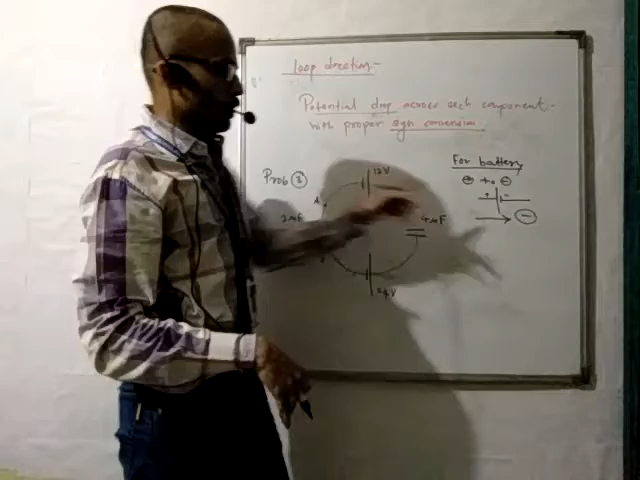 loop direction:-
Potential drop across each component
with proper sign convension
Prob ③
12V
For battery
⊕ to ⊖
+ -
A
2μF
4μF
→ ⊖
24V